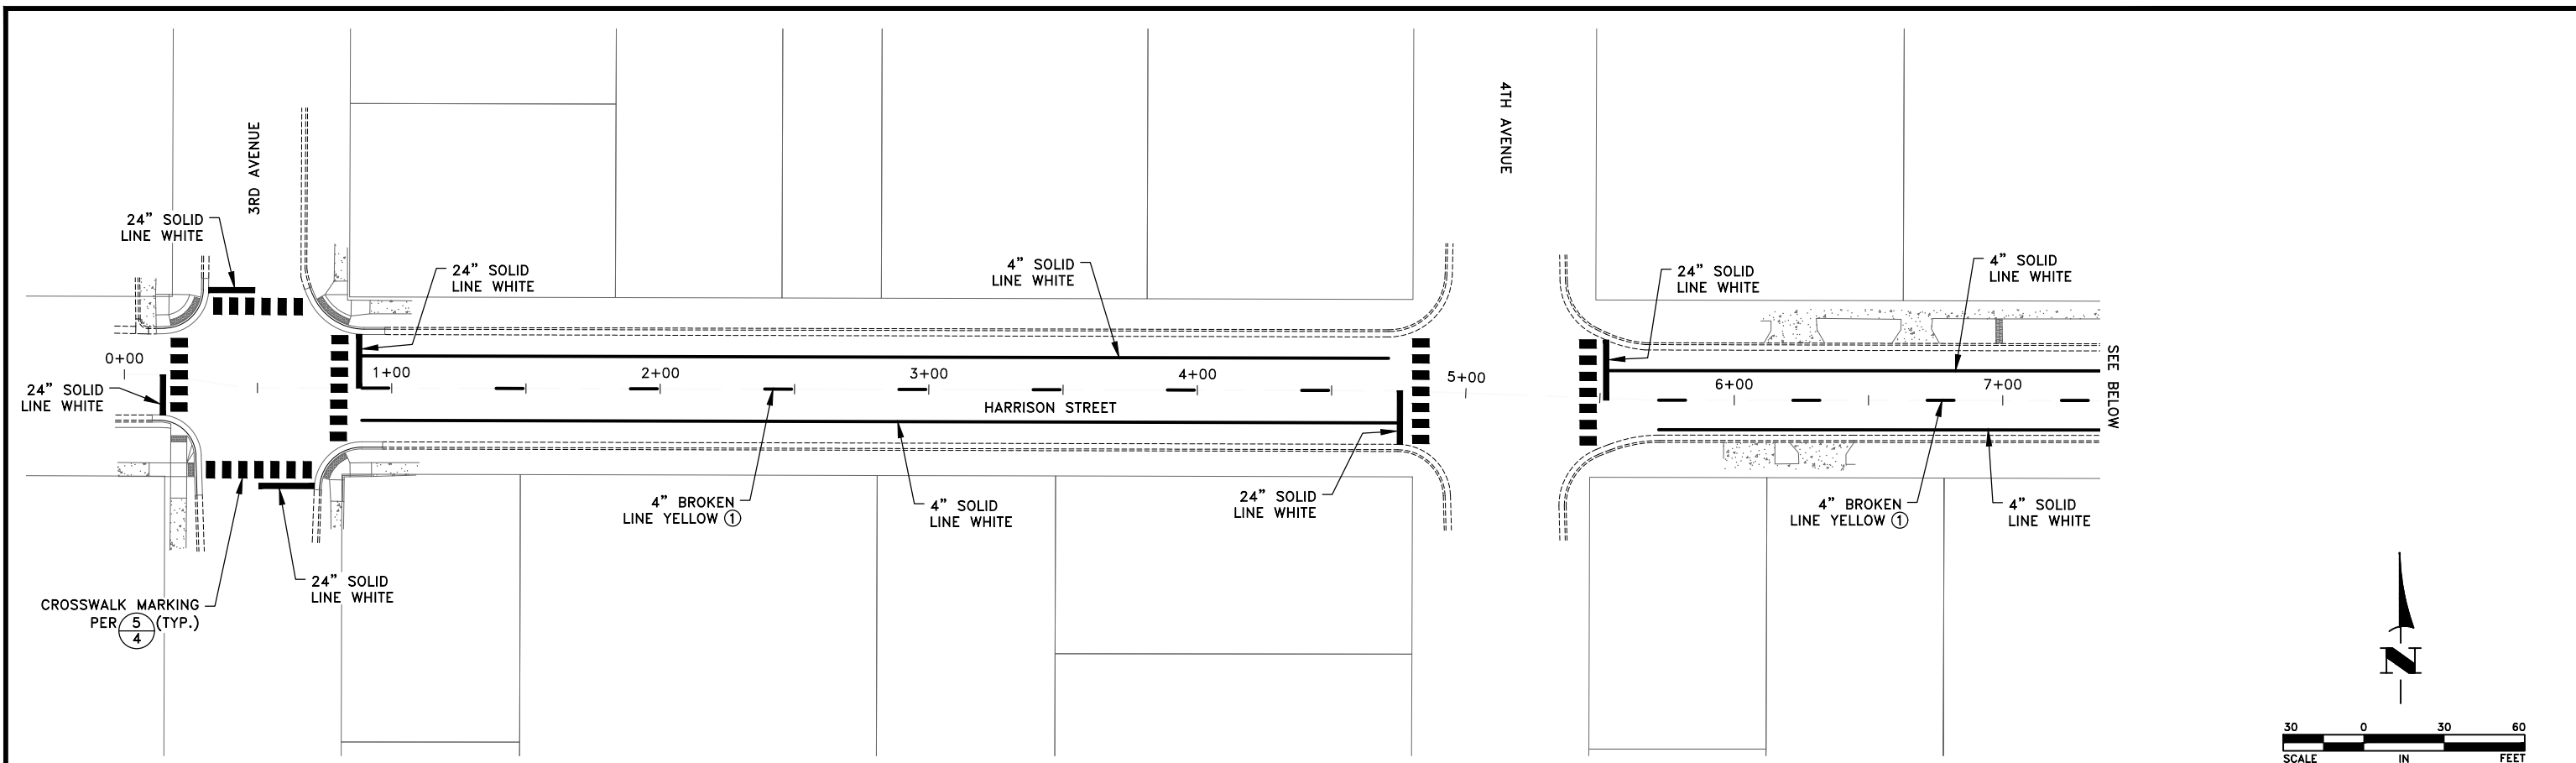 3RD AVENUE
4TH AVENUE
24” SOLID
LINE WHITE
24” SOLID
LINE WHITE
4” SOLID
LINE WHITE
24” SOLID
LINE WHITE
4” SOLID
LINE WHITE
0+00
1+00
2+00
3+00
4+00
5+00
6+00
7+00
SEE BELOW
24” SOLID
LINE WHITE
HARRISON STREET
4” BROKEN
LINE YELLOW ①
4” SOLID
LINE WHITE
24” SOLID
LINE WHITE
4” BROKEN
LINE YELLOW ①
4” SOLID
LINE WHITE
24” SOLID
LINE WHITE
CROSSWALK MARKING
PER 5 (TYP.)
4
N
30 0 30 60
SCALE IN FEET